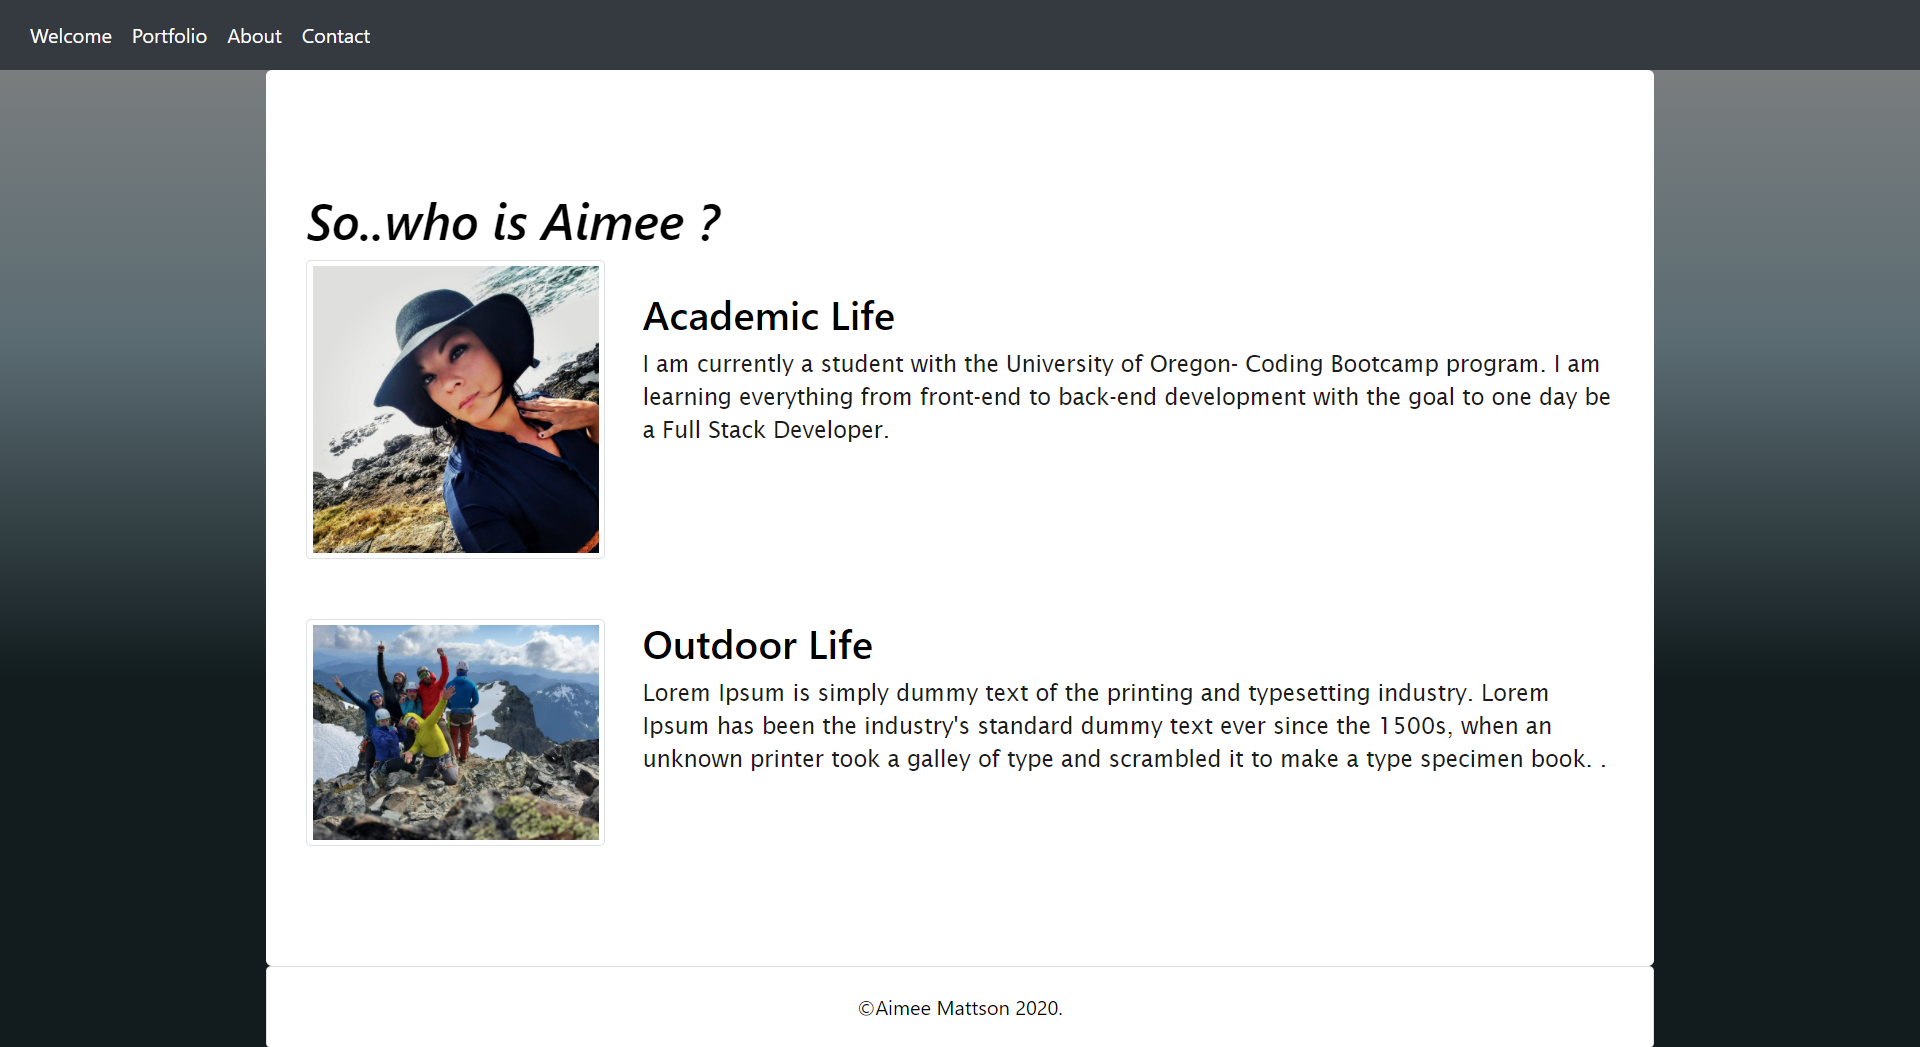 Welcome Portfolio About Contact
So..who is Aimee ?
Academic Life
I am currently a student with the University of Oregon- Coding Bootcamp program. I am
learning everything from front-end to back-end development with the goal to one day be
a Full Stack Developer.
Outdoor Life
Lorem Ipsum is simply dummy text of the printing and typesetting industry. Lorem
Ipsum has been the industry's standard dummy text ever since the 1500s, when an
unknown printer took a galley of type and scrambled it to make a type specimen book. .
©Aimee Mattson 2020.